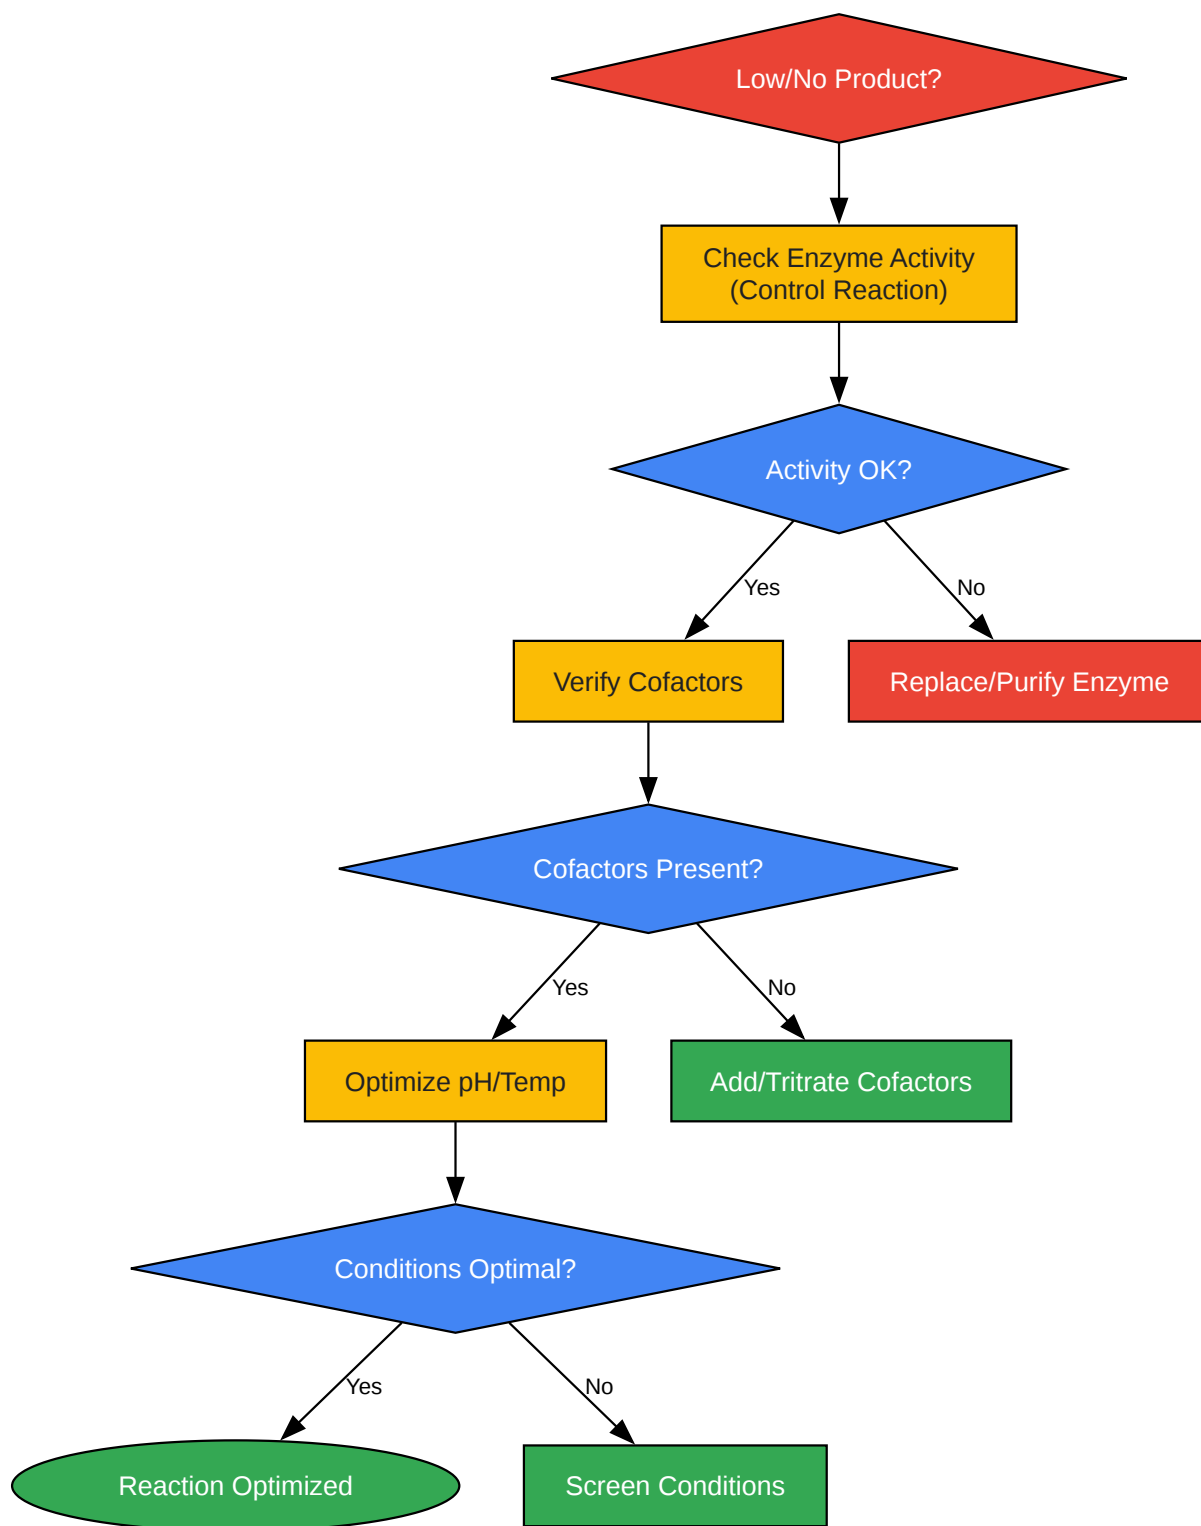 Low/No Product?
Check Enzyme Activity
(Control Reaction)
Activity OK?
Yes
No
Verify Cofactors
Replace/Purify Enzyme
Cofactors Present?
Yes
No
Optimize pH/Temp
Add/Tritrate Cofactors
Conditions Optimal?
Yes
No
Reaction Optimized
Screen Conditions